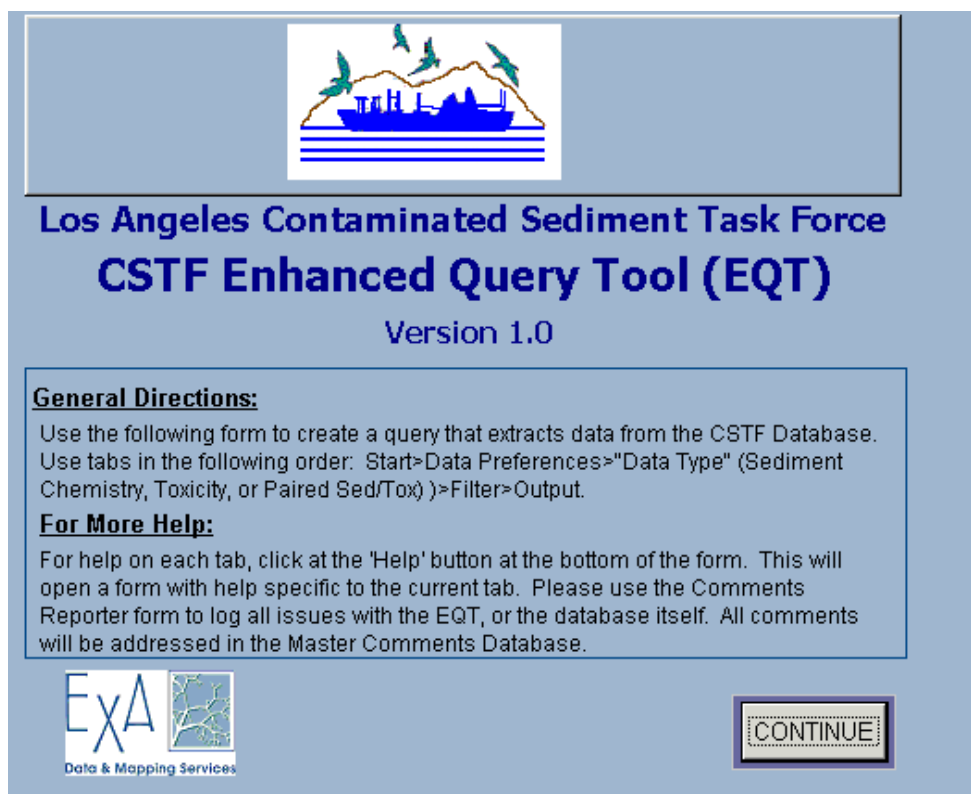 Los Angeles Contaminated Sediment Task Force
CSTF Enhanced Query Tool (EQT)
Version 1.0
General Directions:
Use the following form to create a query that extracts data from the CSTF Database.
Use tabs in the following order:  Start>Data Preferences>"Data Type" (Sediment
Chemistry, Toxicity, or Paired Sed/Tox) )>Filter>Output.
For More Help:
For help on each tab, click at the 'Help' button at the bottom of the form.  This will
open a form with help specific to the current tab.  Please use the Comments
Reporter form to log all issues with the EQT, or the database itself.  All comments
will be addressed in the Master Comments Database.
ExA
Data & Mapping Services
CONTINUE